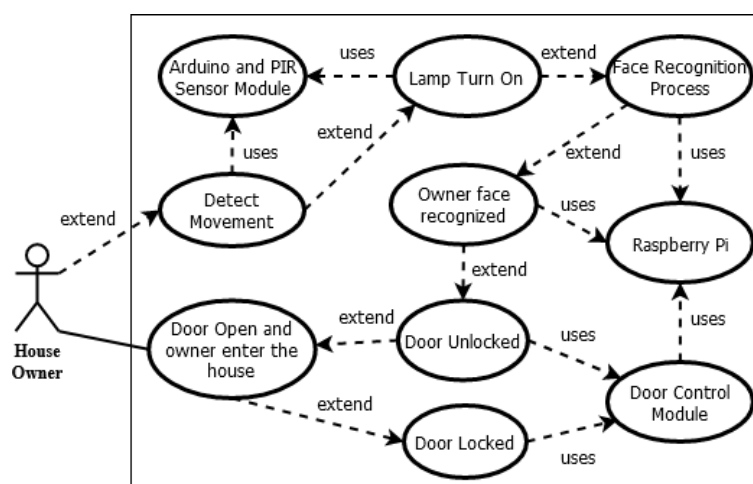 uses
extend
Arduino and PIR
Sensor Module
Lamp Turn On
Face Recognition
Process
extend
uses
extend
uses
extend
Detect
Movement
Owner face
recognized
uses
Raspberry Pi
extend
House
Owner
Door Open and
owner enter the
house
extend
Door Unlocked
uses
uses
Door Control
Module
extend
Door Locked
uses